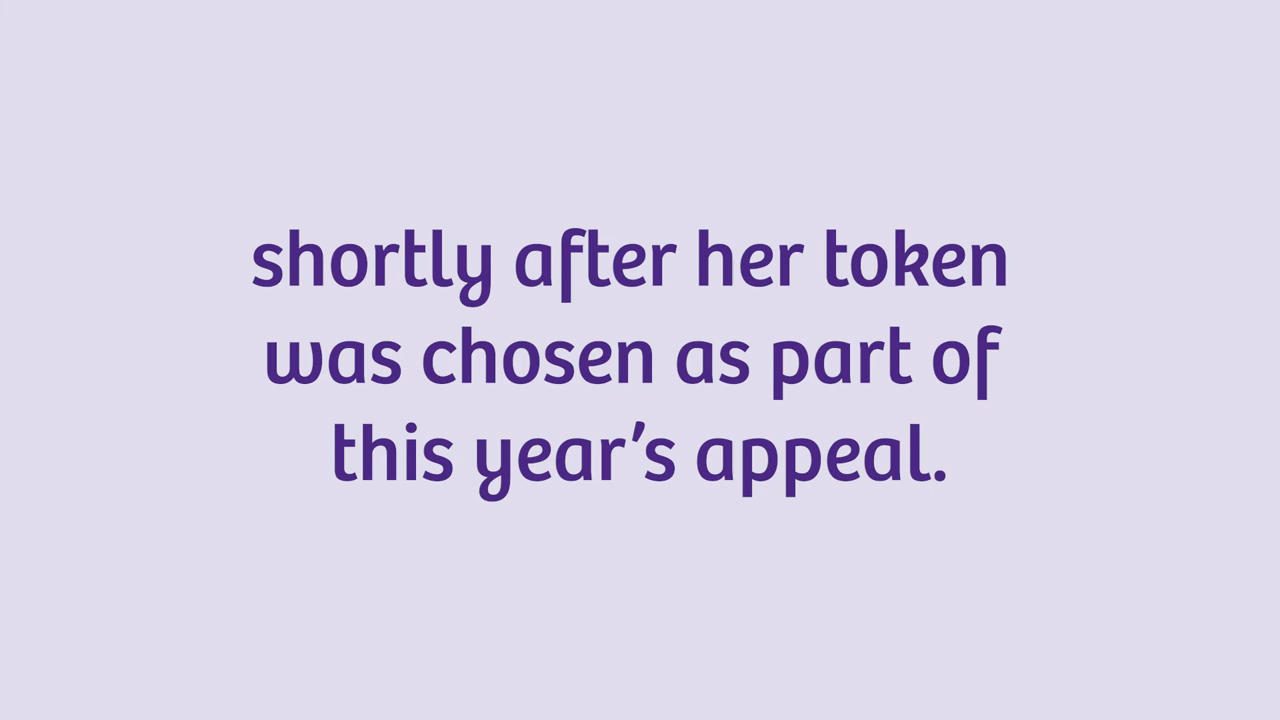 shortly after her token
was chosen as part of
this year’s appeal.